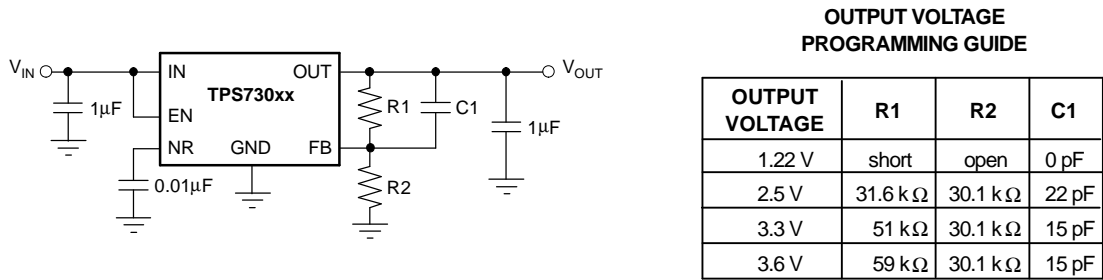 OUTPUT VOLTAGE
PROGRAMMING GUIDE
V_IN IN OUT V_OUT
TPS730xx
1μF EN R1 C1 1μF
NR GND FB
0.01μF R2
OUTPUT VOLTAGE R1 R2 C1
1.22 V short open 0 pF
2.5 V 31.6 kΩ 30.1 kΩ 22 pF
3.3 V 51 kΩ 30.1 kΩ 15 pF
3.6 V 59 kΩ 30.1 kΩ 15 pF